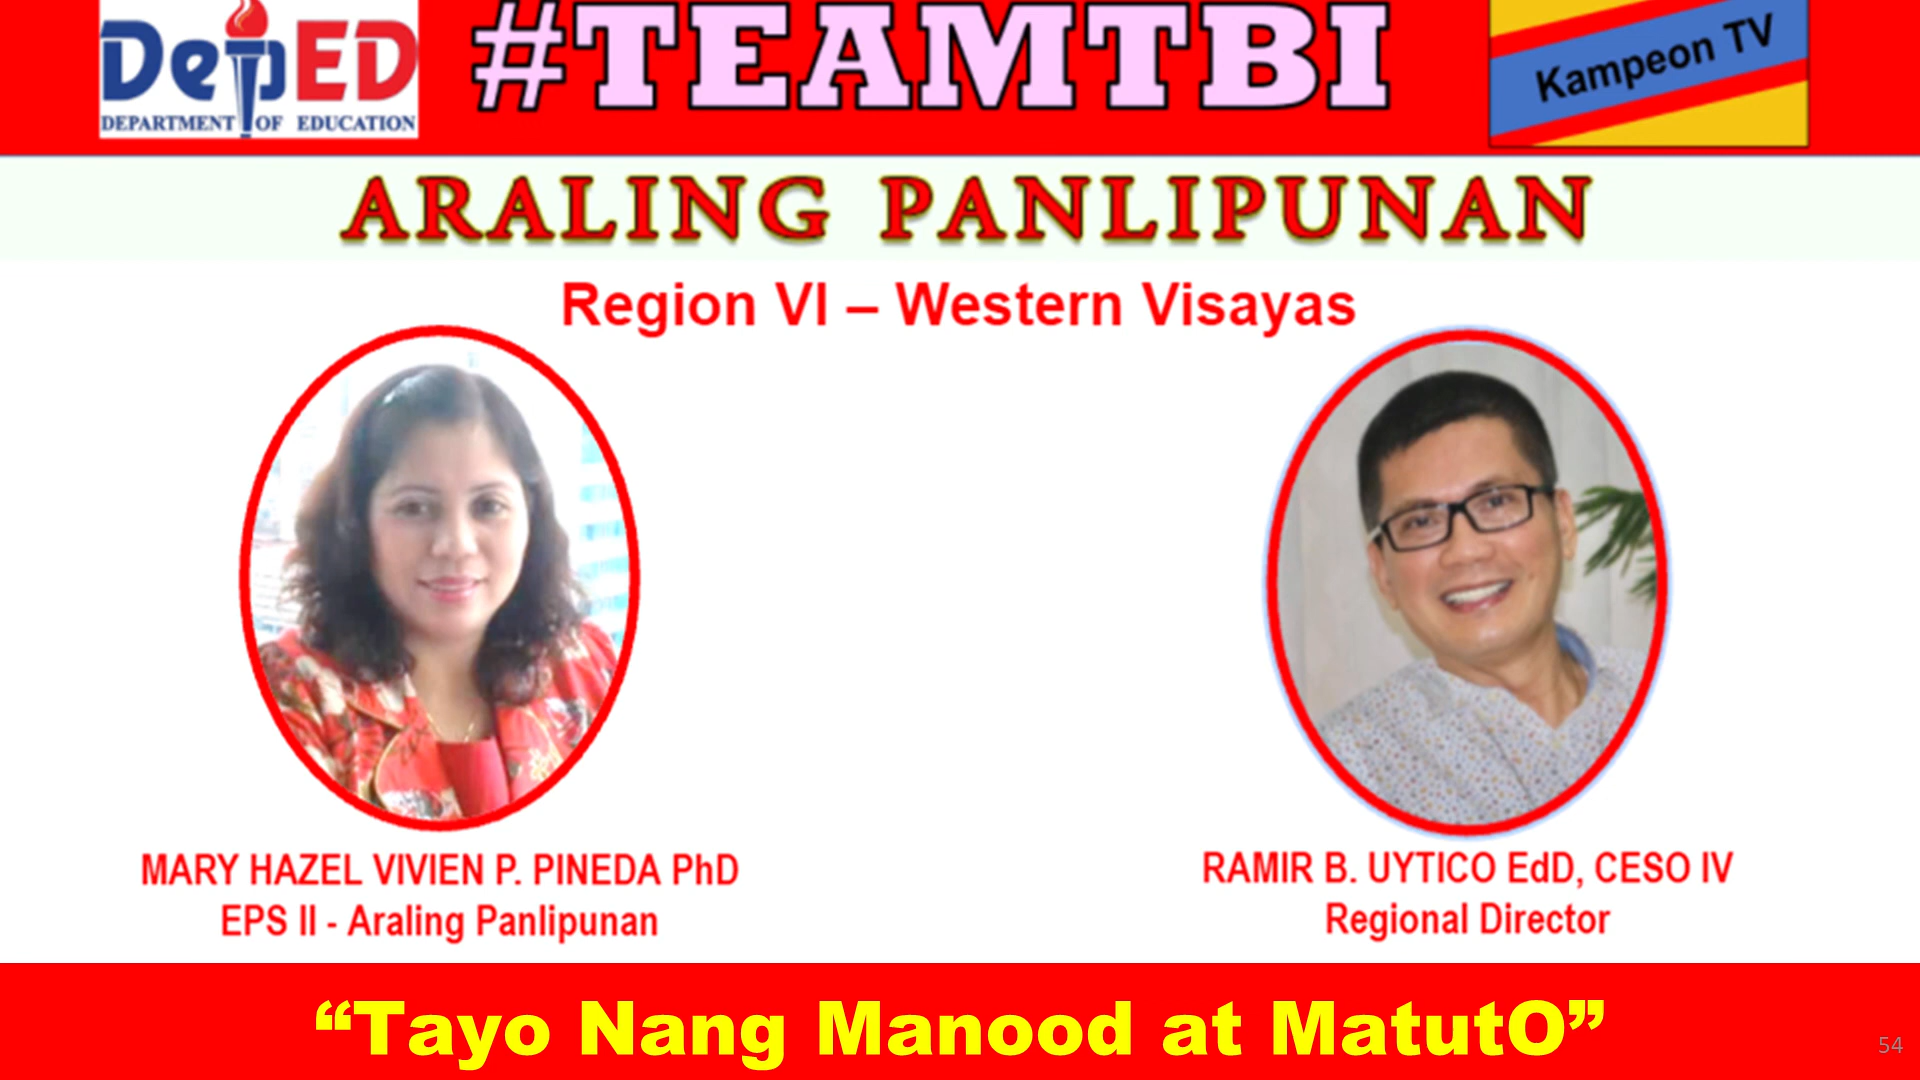 DepED
DEPARTMENT OF EDUCATION
#TEAMTBI
Kampeon TV
ARALING PANLIPUNAN
Region VI – Western Visayas
MARY HAZEL VIVIEN P. PINEDA PhD
EPS II - Araling Panlipunan
RAMIR B. UYTICO EdD, CESO IV
Regional Director
“Tayo Nang Manood at MatutO”
54